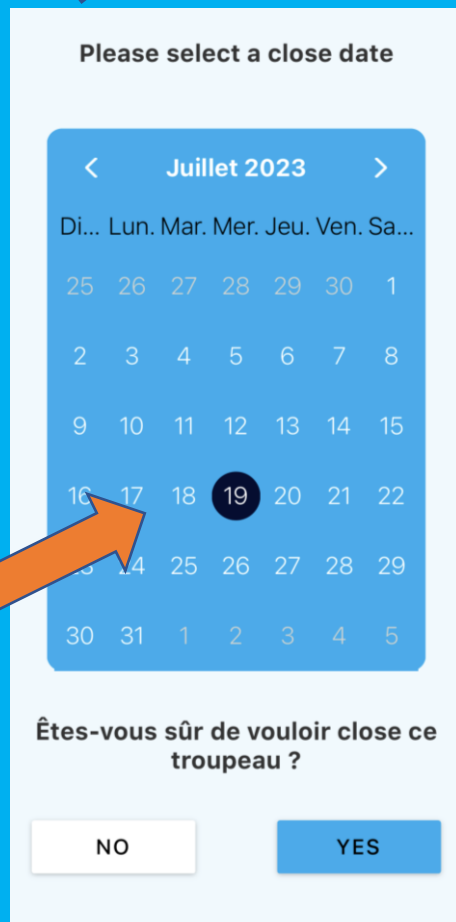 Please select a close date
< Juillet 2023 >
Di... Lun. Mar. Mer. Jeu. Ven. Sa...
25 26 27 28 29 30 1
2 3 4 5 6 7 8
9 10 11 12 13 14 15
16 17 18 19 20 21 22
25 26 27 28 29
30 31 1 2 3 4 5
Êtes-vous sûr de vouloir close ce
troupeau ?
NO YES